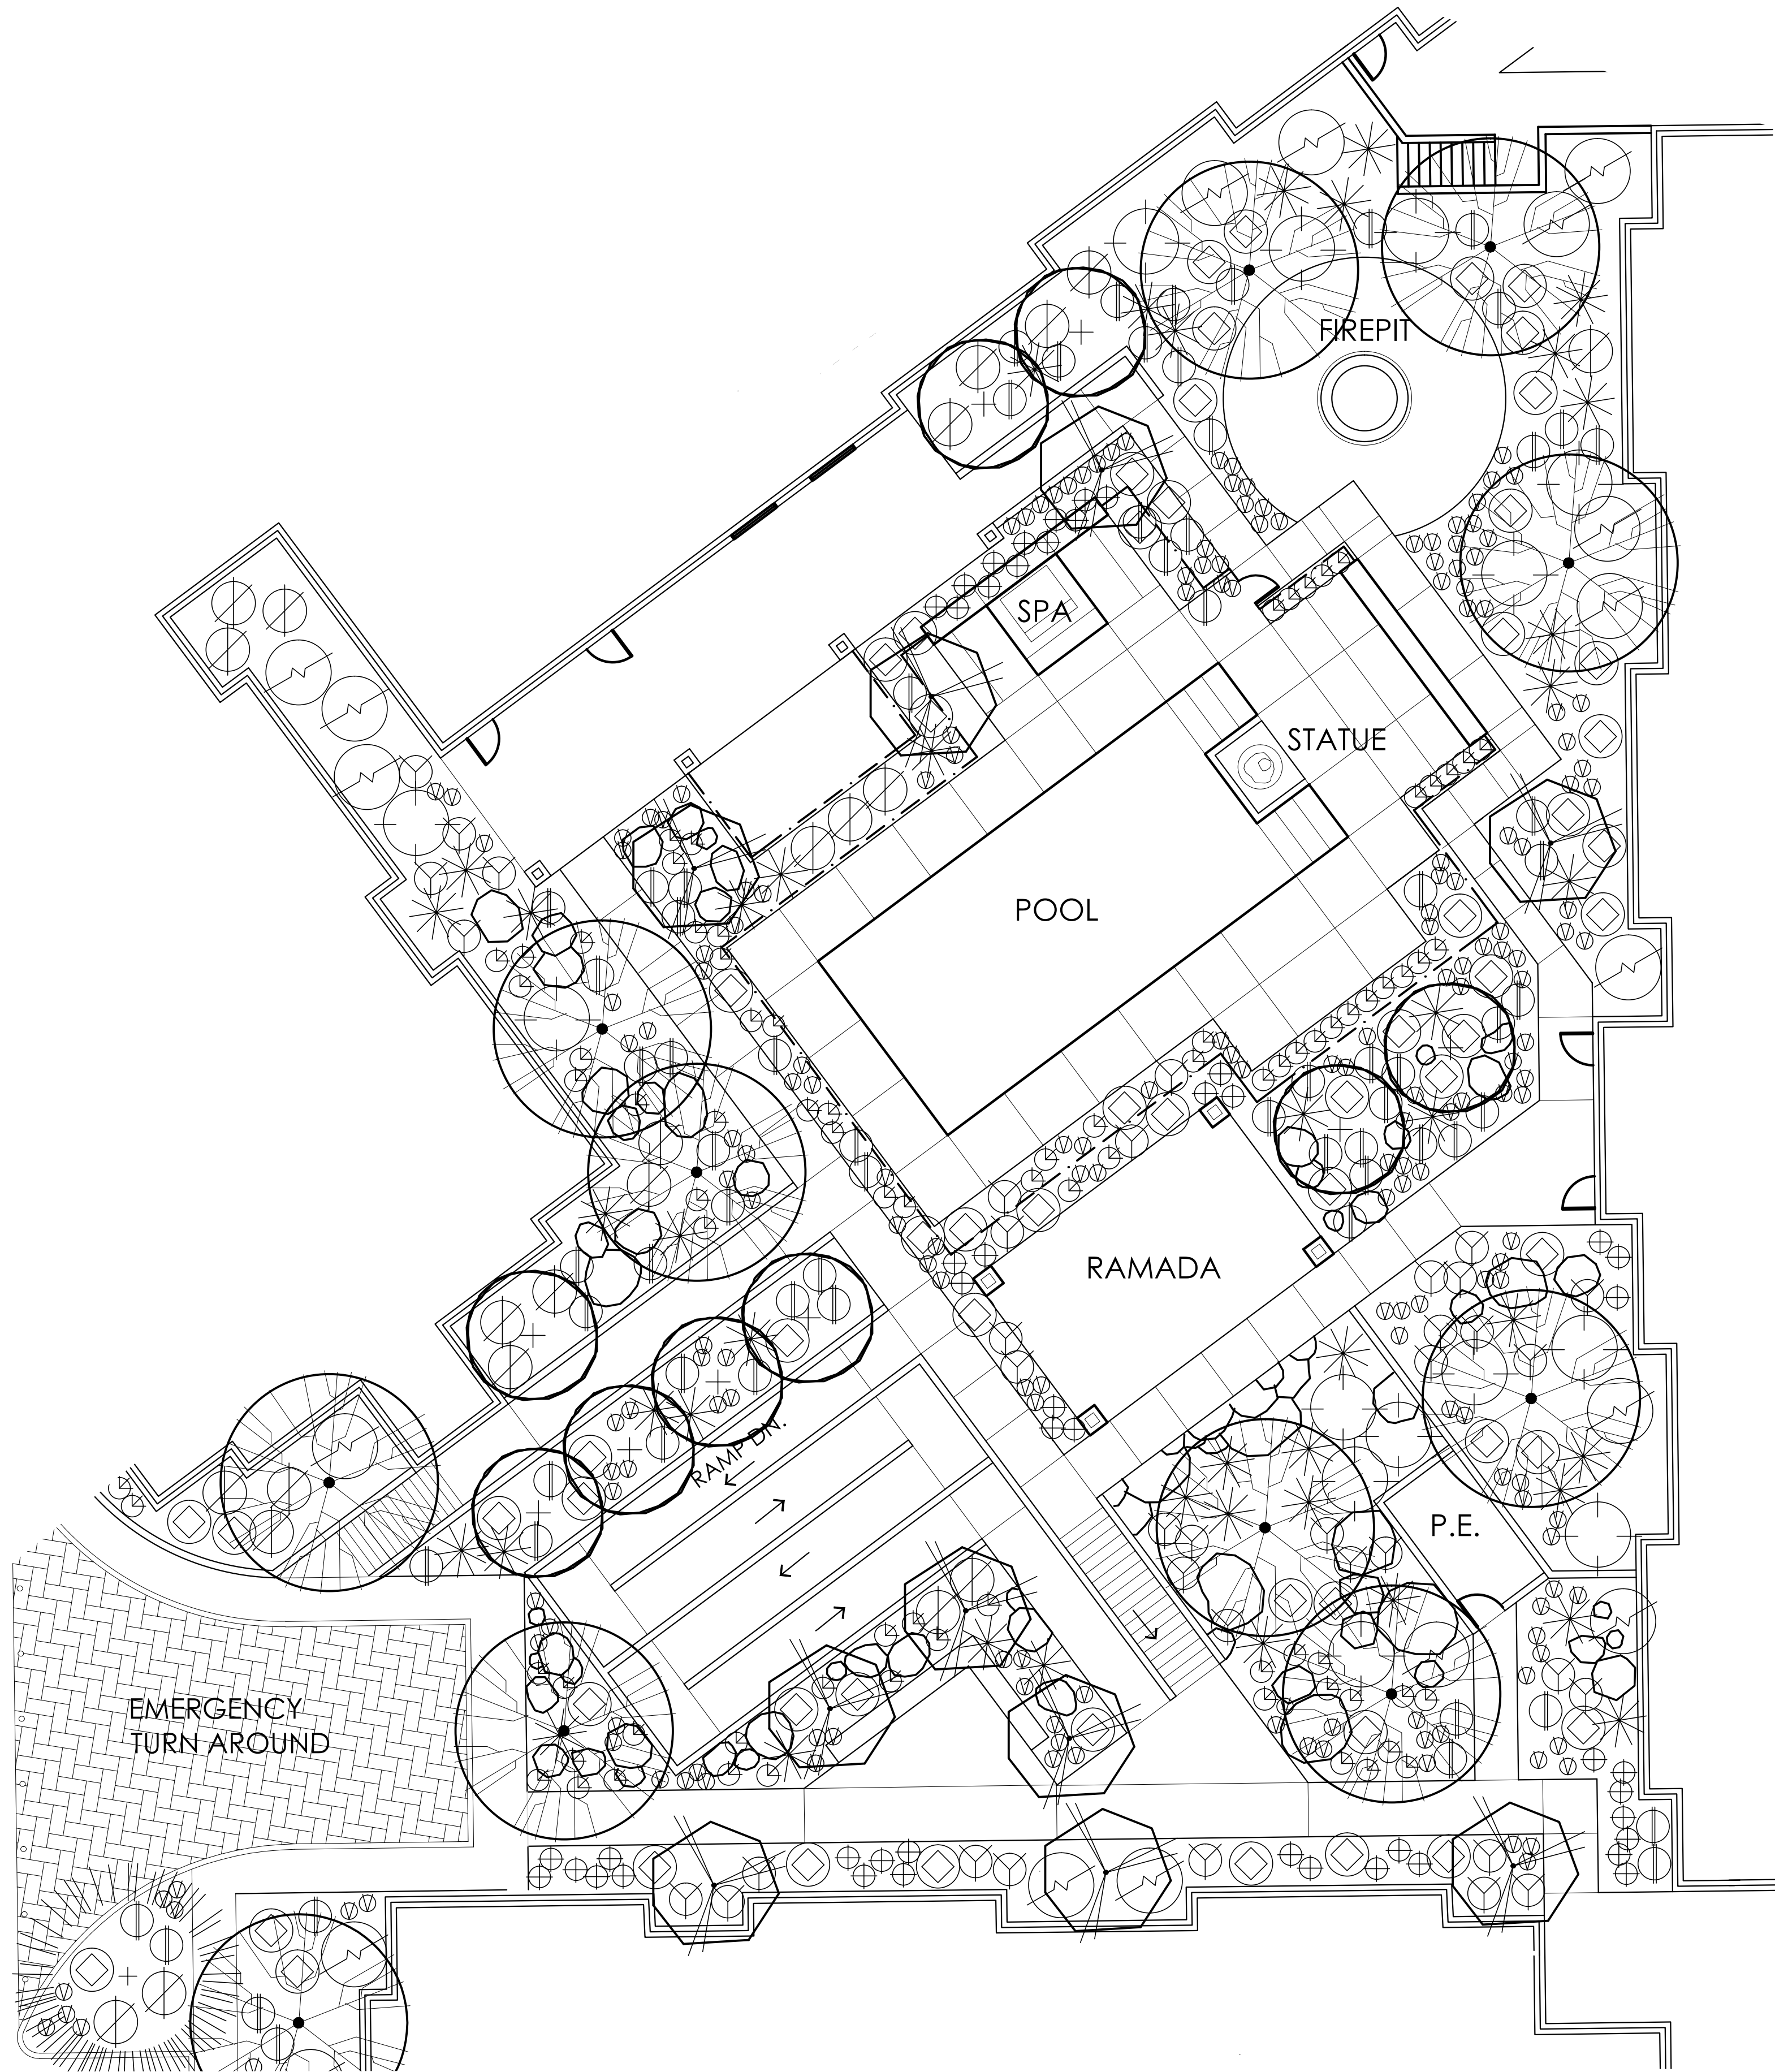 FIREPIT
SPA
STATUE
POOL
RAMADA
RAMP DN.
P.E.
EMERGENCY
TURN AROUND